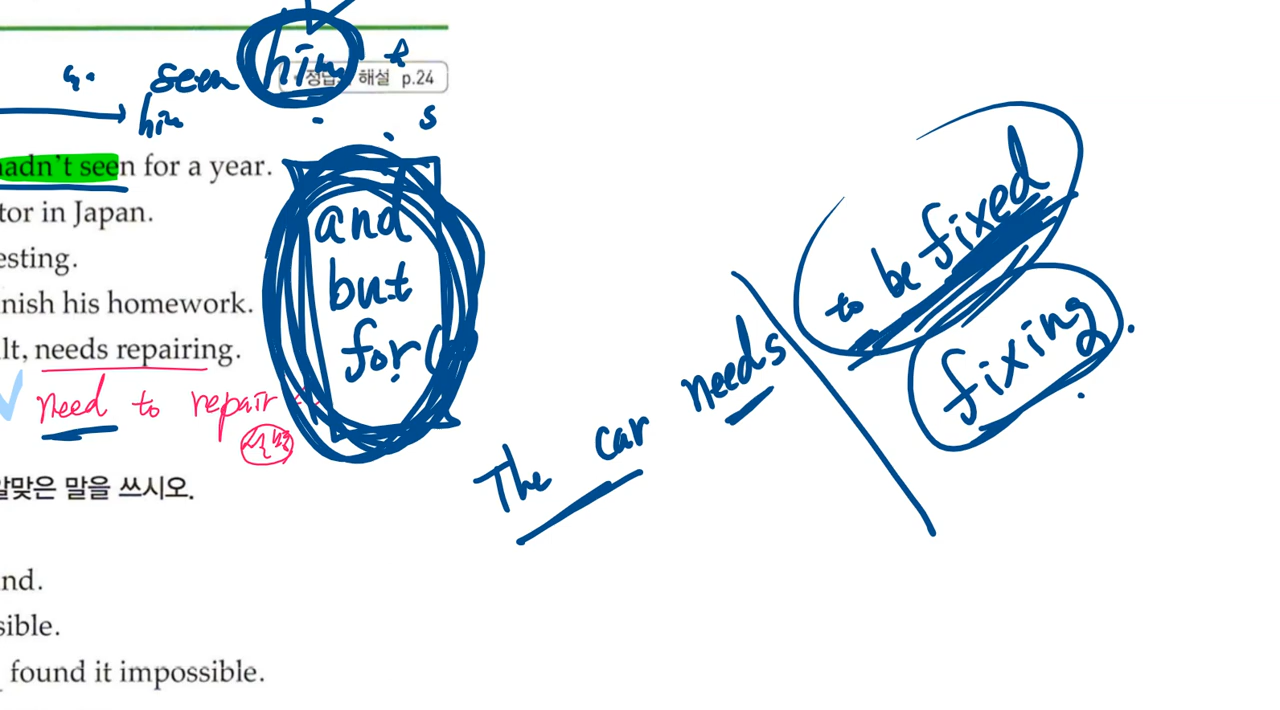 seen him
정답 해설 p.24
him
s
hadn't seen for a year.
tor in Japan.
esting.
nish his homework.
lt, needs repairing.
need to repair
설명
and
but
for
The car needs
to be fixed
fixing.
알맞은 말을 쓰시오.
nd.
sible.
found it impossible.